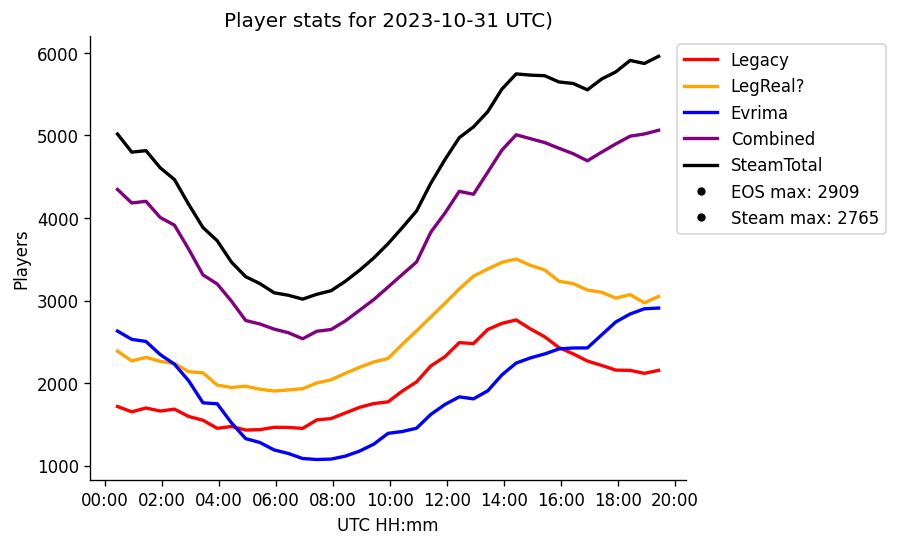 Player stats for 2023-10-31 UTC)
6000
5000
4000
3000
2000
1000
Players
00:00 02:00 04:00 06:00 08:00 10:00 12:00 14:00 16:00 18:00 20:00
UTC HH:mm
Legacy
LegReal?
Evrima
Combined
SteamTotal
EOS max: 2909
Steam max: 2765